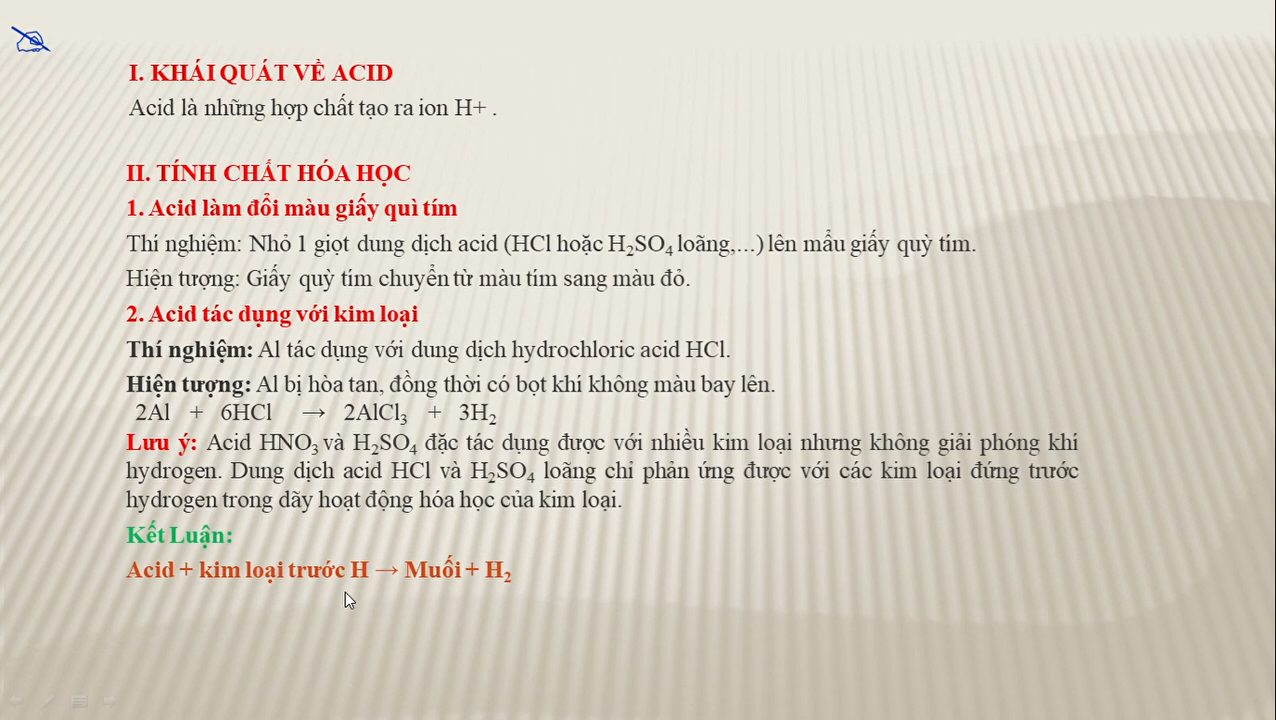 I. KHÁI QUÁT VỀ ACID
Acid là những hợp chất tạo ra ion H+ .
II. TÍNH CHẤT HÓA HỌC
1. Acid làm đổi màu giấy quì tím
Thí nghiệm: Nhỏ 1 giọt dung dịch acid (HCl hoặc H₂SO₄ loãng,...) lên mẩu giấy quỳ tím.
Hiện tượng: Giấy quỳ tím chuyển từ màu tím sang màu đỏ.
2. Acid tác dụng với kim loại
Thí nghiệm: Al tác dụng với dung dịch hydrochloric acid HCl.
Hiện tượng: Al bị hòa tan, đồng thời có bọt khí không màu bay lên.
2Al + 6HCl → 2AlCl₃ + 3H₂
Lưu ý: Acid HNO₃ và H₂SO₄ đặc tác dụng được với nhiều kim loại nhưng không giải phóng khí
hydrogen. Dung dịch acid HCl và H₂SO₄ loãng chỉ phản ứng được với các kim loại đứng trước
hydrogen trong dãy hoạt động hóa học của kim loại.
Kết Luận:
Acid + kim loại trước H → Muối + H₂